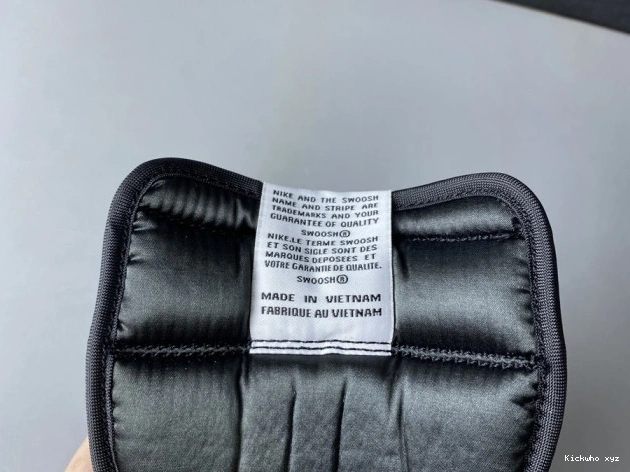 NIKE AND THE SWOOSH
NAME AND STRIPE ARE
TRADEMARKS AND YOUR
GUARANTEE OF QUALITY
SWOOSH®
NIKE,LE TERME SWOOSH
ET SON SIGLE SONT DES
MARQUES DEPOSEES ET
VOTRE GARANTIE DE QUALITE.
SWOOSH®
MADE IN VIETNAM
FABRIQUE AU VIETNAM
Kickwho xyz